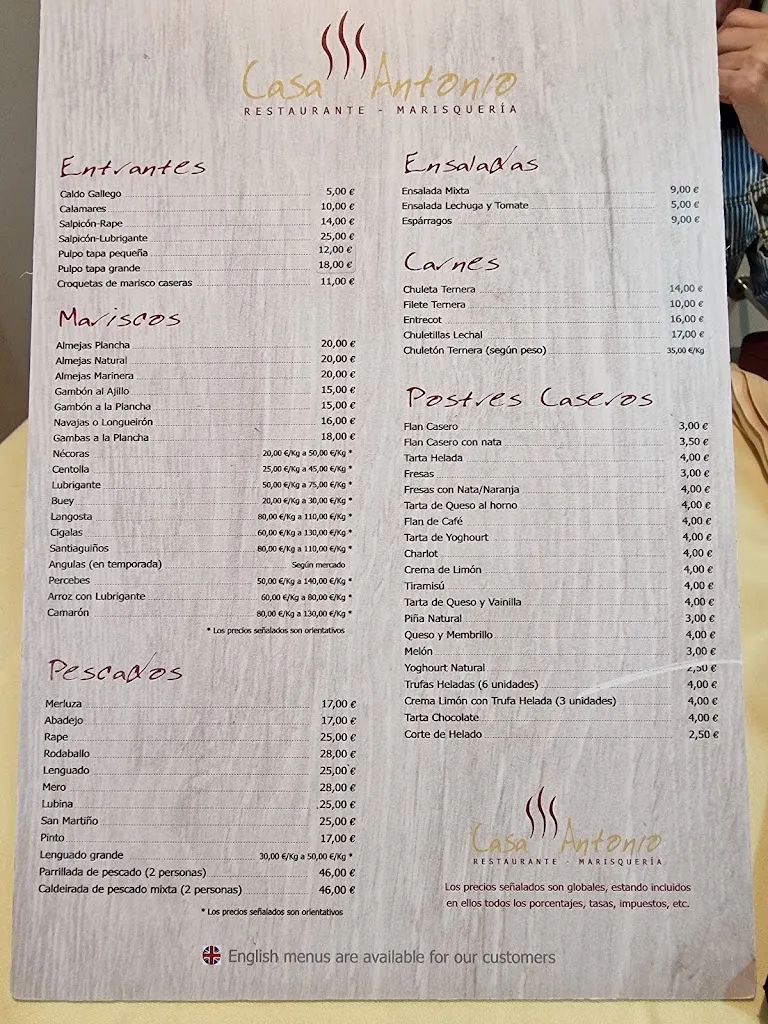 Casa Antonio
RESTAURANTE - MARISQUERÍA
Entrantes
Caldo Gallego 5,00 €
Calamares 10,00 €
Salpicón-Rape 14,00 €
Salpicón-Lubrigante 25,00 €
Pulpo tapa pequeña 12,00 €
Pulpo tapa grande 18,00 €
Croquetas de marisco caseras 11,00 €
Mariscos
Almejas Plancha 20,00 €
Almejas Natural 20,00 €
Almejas Marinera 20,00 €
Gambón al Ajillo 15,00 €
Gambón a la Plancha 15,00 €
Navajas o Longueirón 16,00 €
Gambas a la Plancha 18,00 €
Nécoras 20,00 €/Kg a 50,00 €/Kg *
Centolla 25,00 €/Kg a 45,00 €/Kg *
Lubrigante 50,00 €/Kg a 75,00 €/Kg *
Buey 20,00 €/Kg a 30,00 €/Kg *
Langosta 80,00 €/Kg a 110,00 €/Kg *
Cigalas 60,00 €/Kg a 130,00 €/Kg *
Santiaguiños 80,00 €/Kg a 110,00 €/Kg *
Angulas (en temporada) Según mercado
Percebes 50,00 €/Kg a 140,00 €/Kg *
Arroz con Lubrigante 60,00 €/Kg a 80,00 €/Kg *
Camarón 80,00 €/Kg a 130,00 €/Kg *
* Los precios señalados son orientativos
Pescados
Merluza 17,00 €
Abadejo 17,00 €
Rape 25,00 €
Rodaballo 28,00 €
Lenguado 25,00 €
Mero 28,00 €
Lubina 25,00 €
San Martiño 25,00 €
Pinto 17,00 €
Lenguado grande 30,00 €/Kg a 50,00 €/Kg *
Parrillada de pescado (2 personas) 46,00 €
Caldeirada de pescado mixta (2 personas) 46,00 €
* Los precios señalados son orientativos
Ensaladas
Ensalada Mixta 9,00 €
Ensalada Lechuga y Tomate 5,00 €
Espárragos 9,00 €
Carnes
Chuleta Ternera 14,00 €
Filete Ternera 10,00 €
Entrecot 16,00 €
Chuletillas Lechal 17,00 €
Chuletón Ternera (según peso) 35,00 €/Kg
Postres Caseros
Flan Casero 3,00 €
Flan Casero con nata 3,50 €
Tarta Helada 4,00 €
Fresas 3,00 €
Fresas con Nata/Naranja 4,00 €
Tarta de Queso al horno 4,00 €
Flan de Café 4,00 €
Tarta de Yoghourt 4,00 €
Charlot 4,00 €
Crema de Limón 4,00 €
Tiramisú 4,00 €
Tarta de Queso y Vainilla 4,00 €
Piña Natural 3,00 €
Queso y Membrillo 4,00 €
Melón 3,00 €
Yoghourt Natural 2,50 €
Trufas Heladas (6 unidades) 4,00 €
Crema Limón con Trufa Helada (3 unidades) 4,00 €
Tarta Chocolate 4,00 €
Corte de Helado 2,50 €
Casa Antonio
RESTAURANTE - MARISQUERÍA
Los precios señalados son globales, estando incluidos
en ellos todos los porcentajes, tasas, impuestos, etc.
English menus are available for our customers